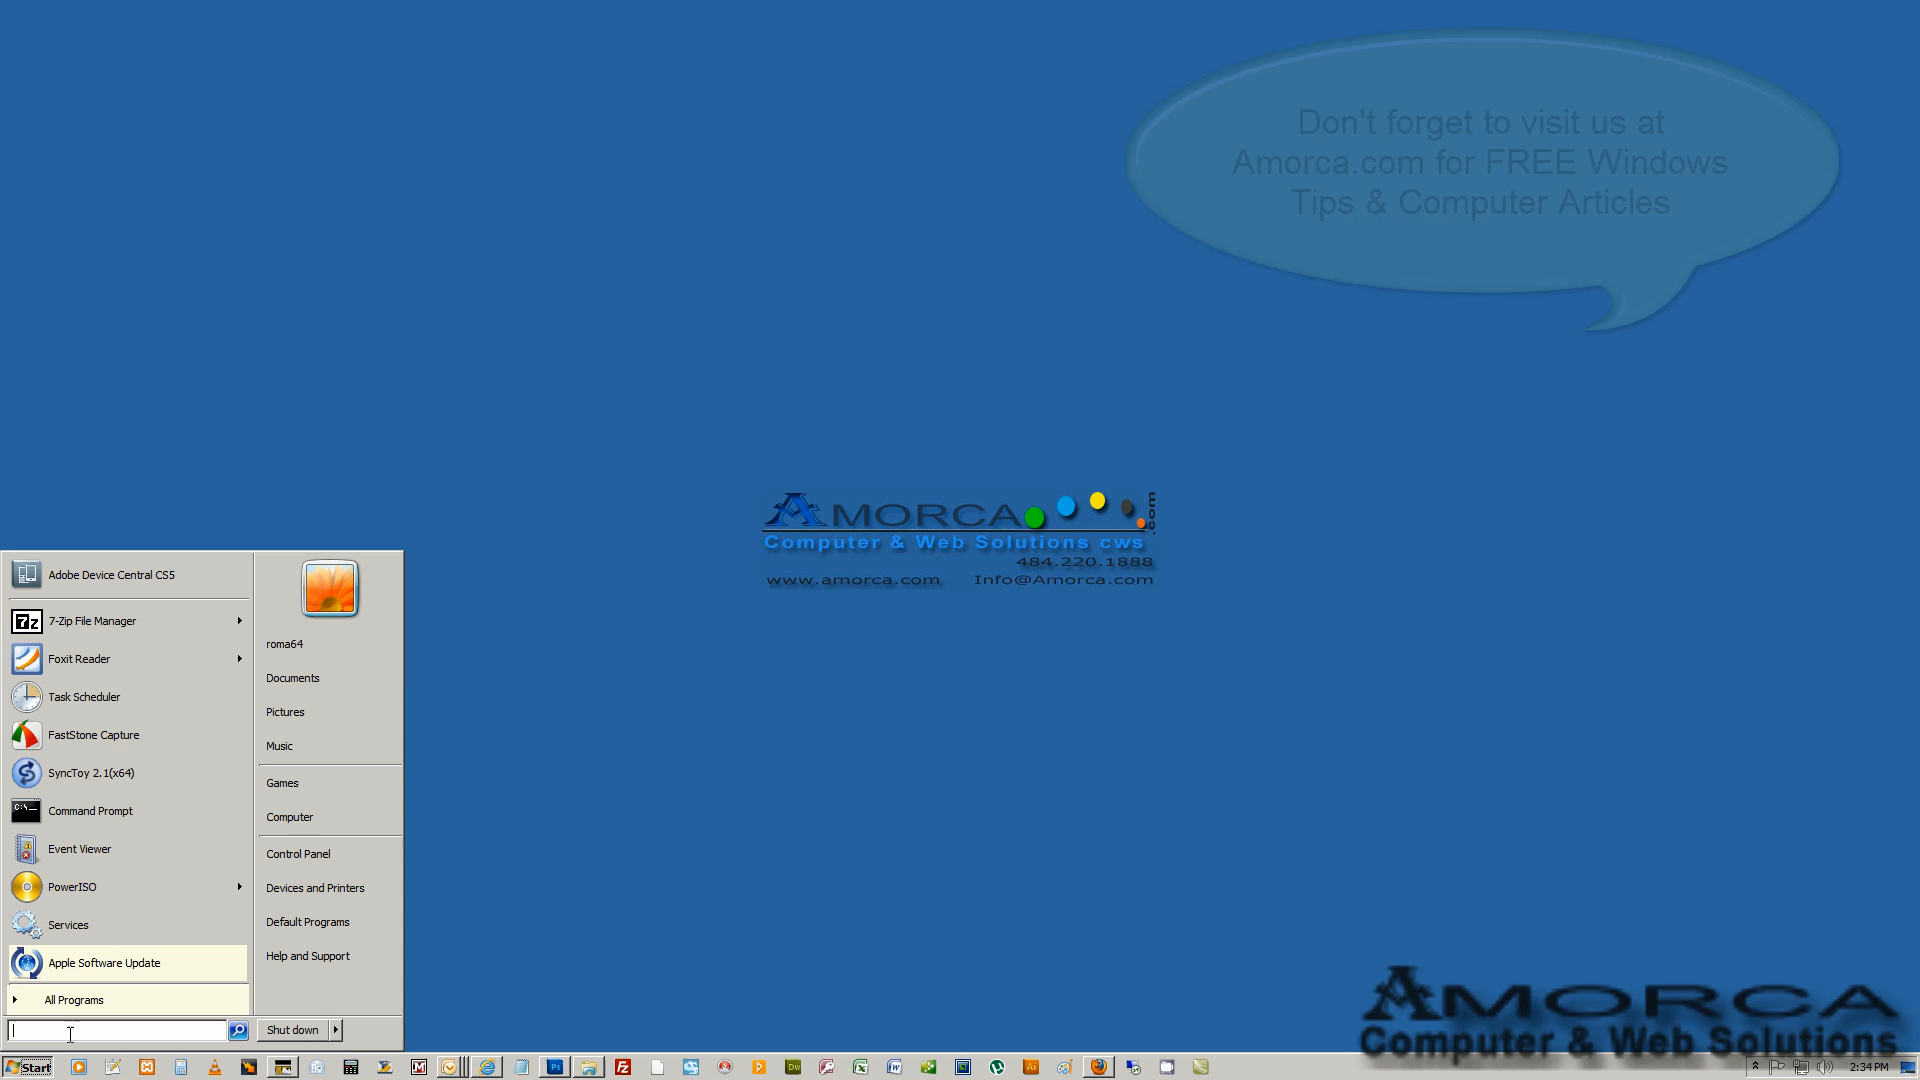 Don't forget to visit us at
Amorca.com for FREE Windows
Tips & Computer Articles
AMORCA .com
Computer & Web Solutions cws
484.220.1888
www.amorca.com Info@Amorca.com
Adobe Device Central CS5
7-Zip File Manager
Foxit Reader
Task Scheduler
FastStone Capture
SyncToy 2.1(x64)
Command Prompt
Event Viewer
PowerISO
Services
Apple Software Update
All Programs
roma64
Documents
Pictures
Music
Games
Computer
Control Panel
Devices and Printers
Default Programs
Help and Support
Shut down
AMORCA
Computer & Web Solutions
Start
2:34 PM